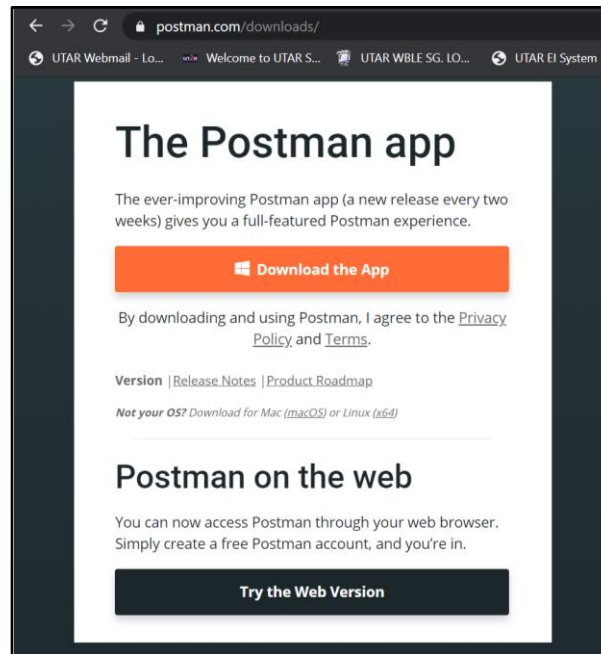 postman.com/downloads/
UTAR Webmail - Lo... Welcome to UTAR S... UTAR WBLE SG. LO... UTAR EI System
The Postman app
The ever-improving Postman app (a new release every two
weeks) gives you a full-featured Postman experience.
Download the App
By downloading and using Postman, I agree to the Privacy
Policy and Terms.
Version | Release Notes | Product Roadmap
Not your OS? Download for Mac (macOS) or Linux (x64)
Postman on the web
You can now access Postman through your web browser.
Simply create a free Postman account, and you're in.
Try the Web Version